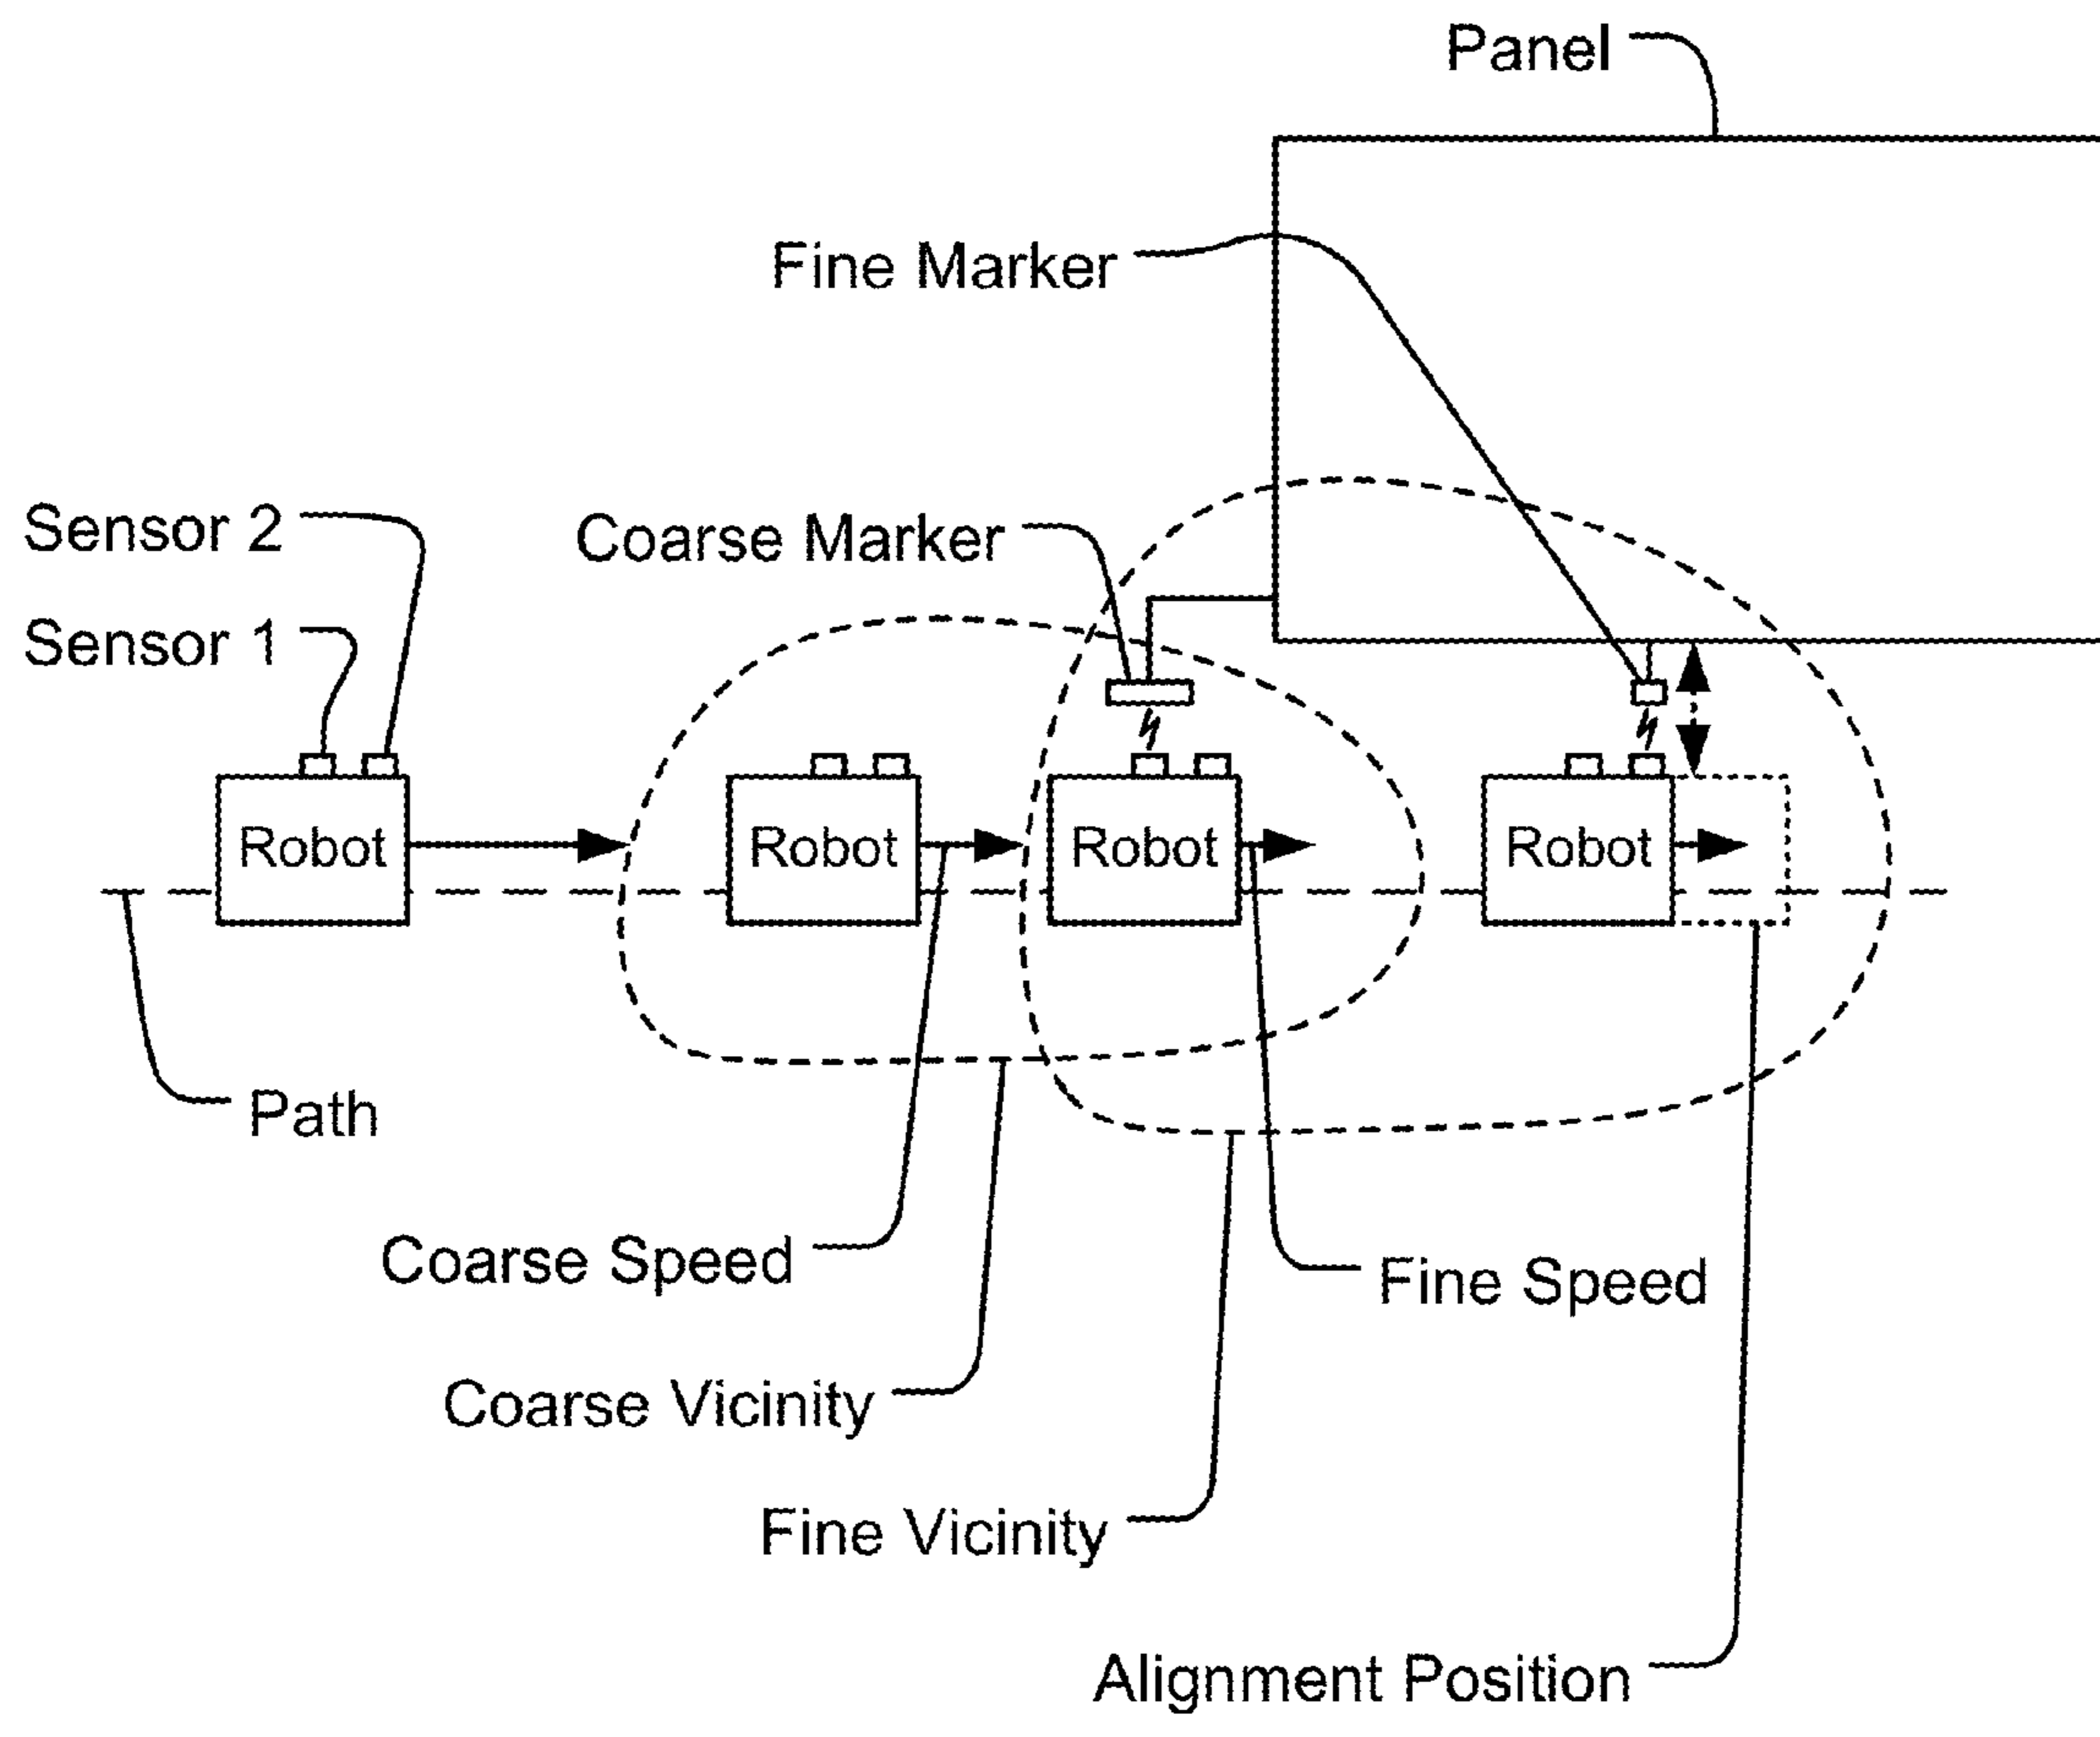 Panel
Fine Marker
Sensor 2
Coarse Marker
Sensor 1
Robot
Robot
Robot
Robot
Path
Coarse Speed
Fine Speed
Coarse Vicinity
Fine Vicinity
Alignment Position